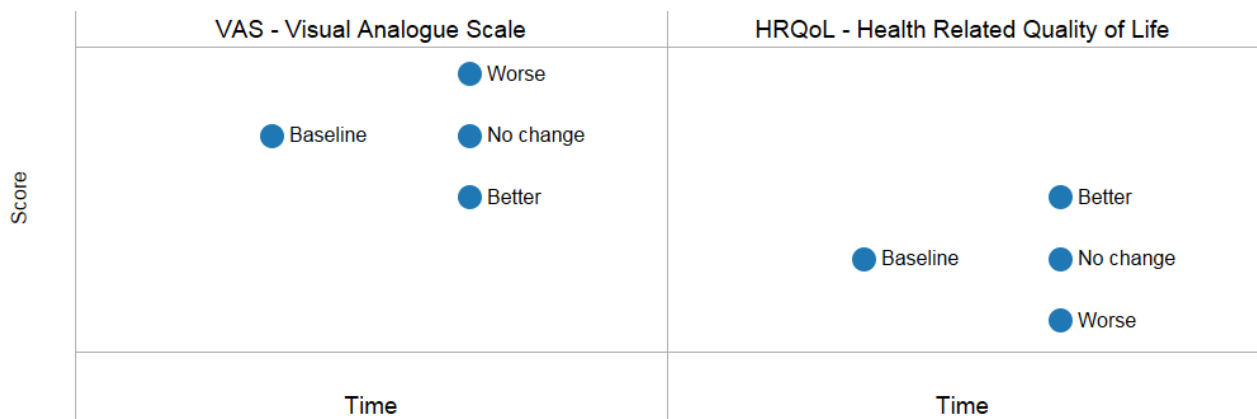 VAS - Visual Analogue Scale
HRQoL - Health Related Quality of Life
Score
Worse
Baseline
No change
Better
Better
Baseline
No change
Worse
Time
Time